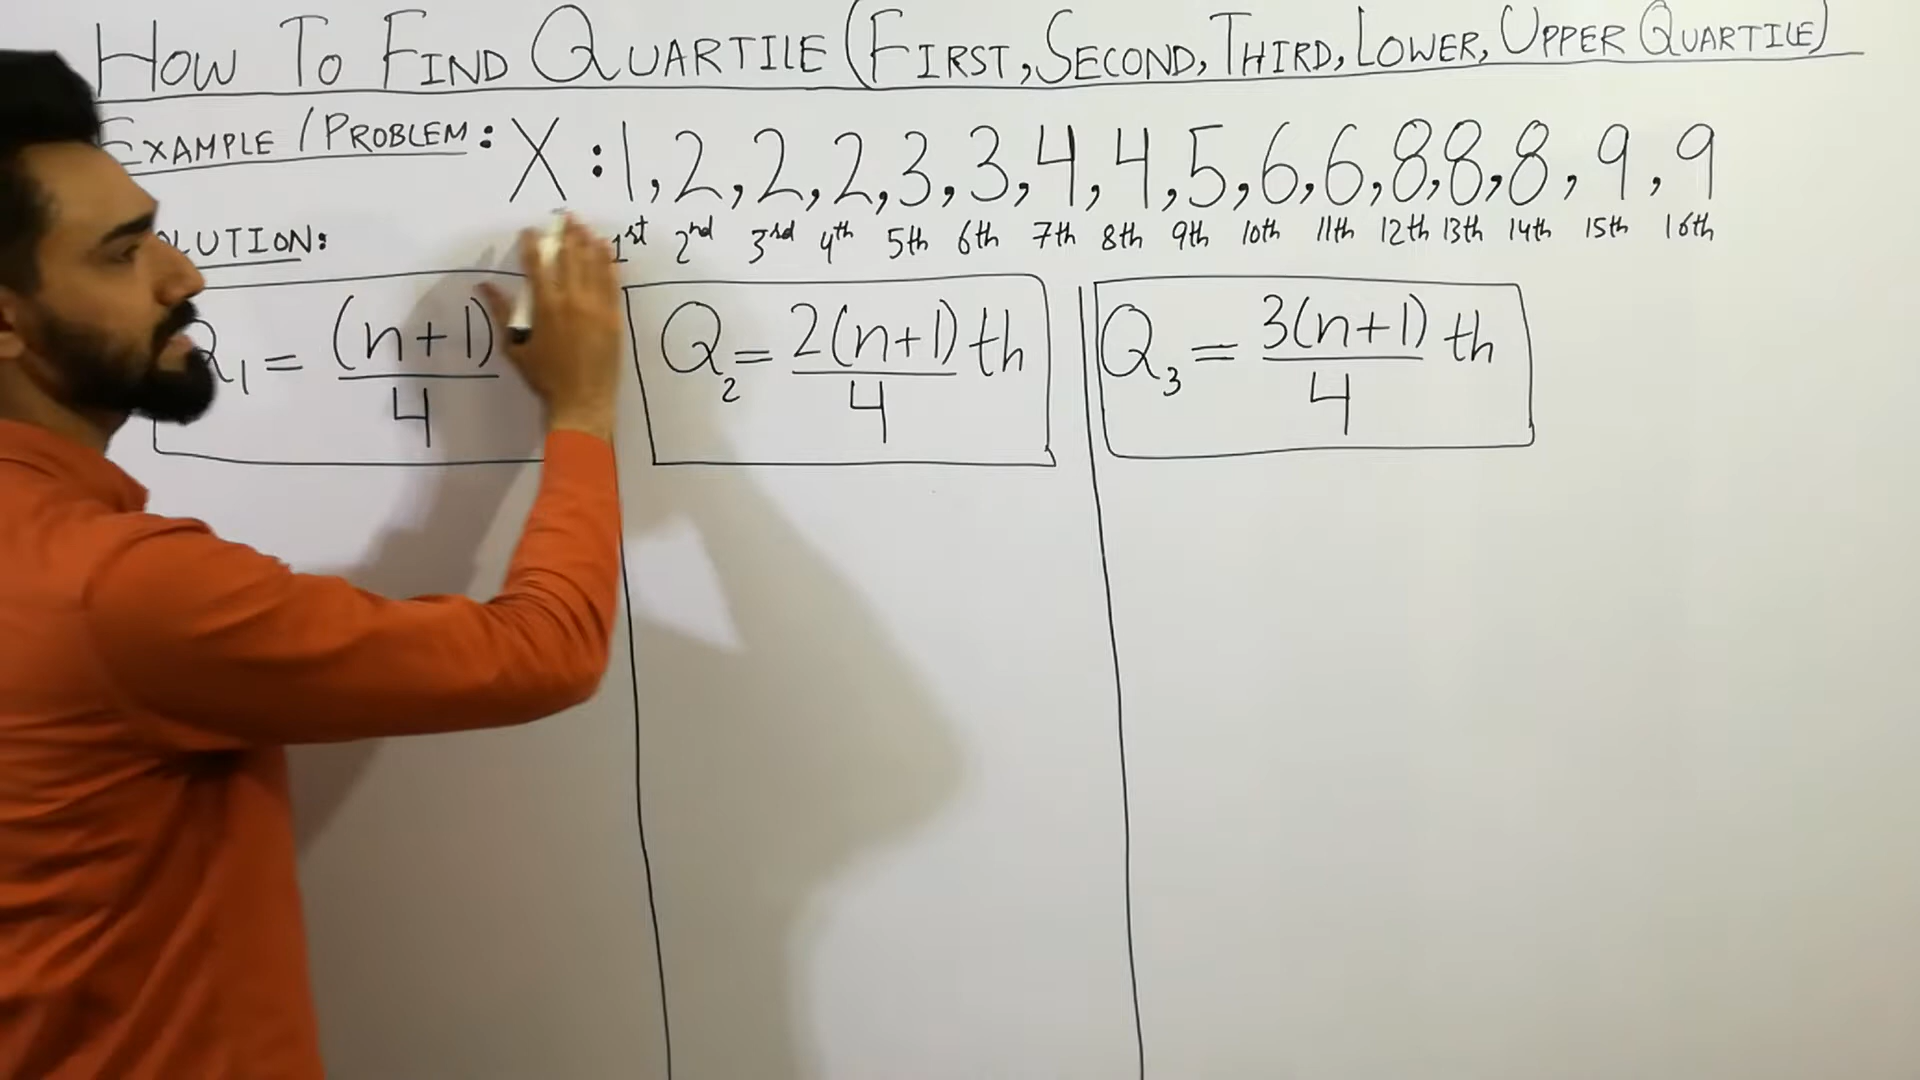 HOW TO FIND QUARTILE (FIRST, SECOND, THIRD, LOWER, UPPER QUARTILE)
EXAMPLE / PROBLEM: X : 1, 2, 2, 2, 3, 3, 4, 4, 5, 6, 6, 8, 8, 8, 9, 9
1st 2nd 3rd 4th 5th 6th 7th 8th 9th 10th 11th 12th 13th 14th 15th 16th
OLUTION:
Q₁ = (n+1)/4
Q₂ = 2(n+1)/4 th
Q₃ = 3(n+1)/4 th